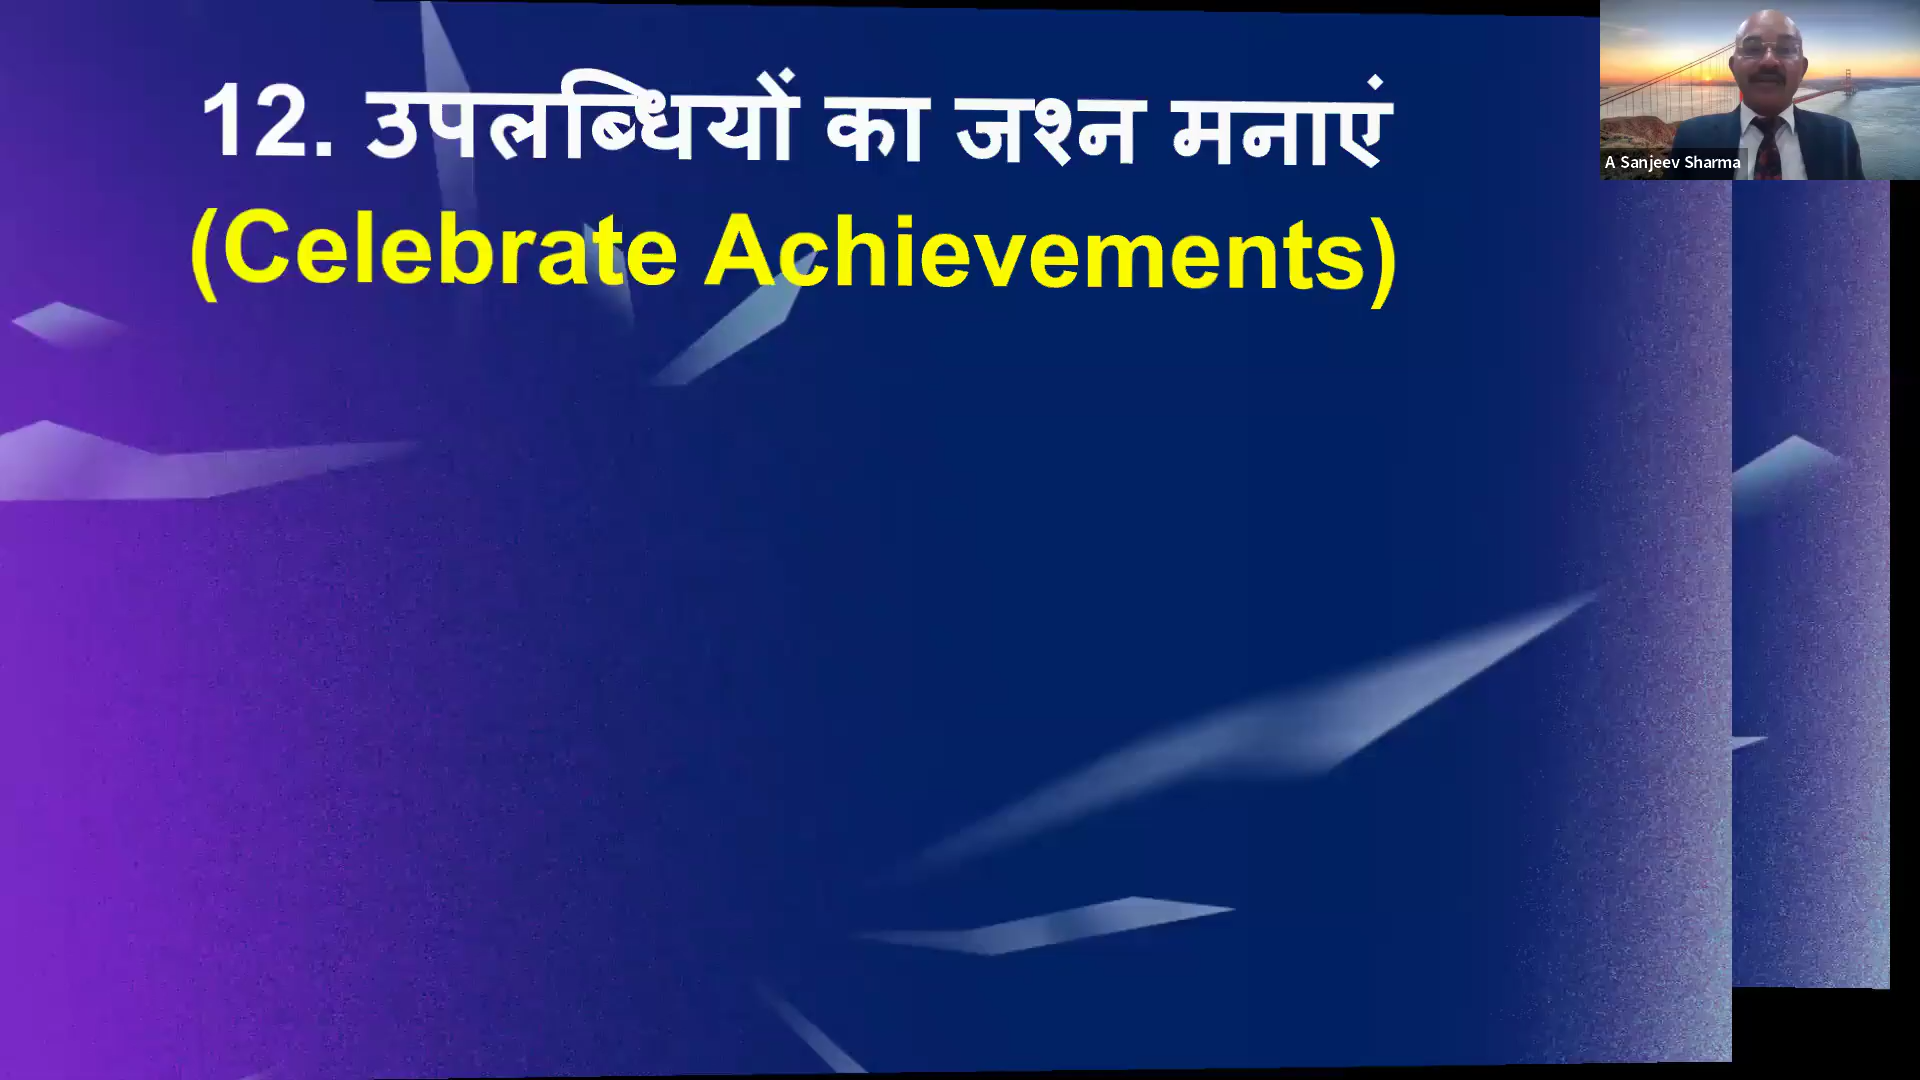 12. उपलब्धियों का जश्न मनाएं
(Celebrate Achievements)
A Sanjeev Sharma